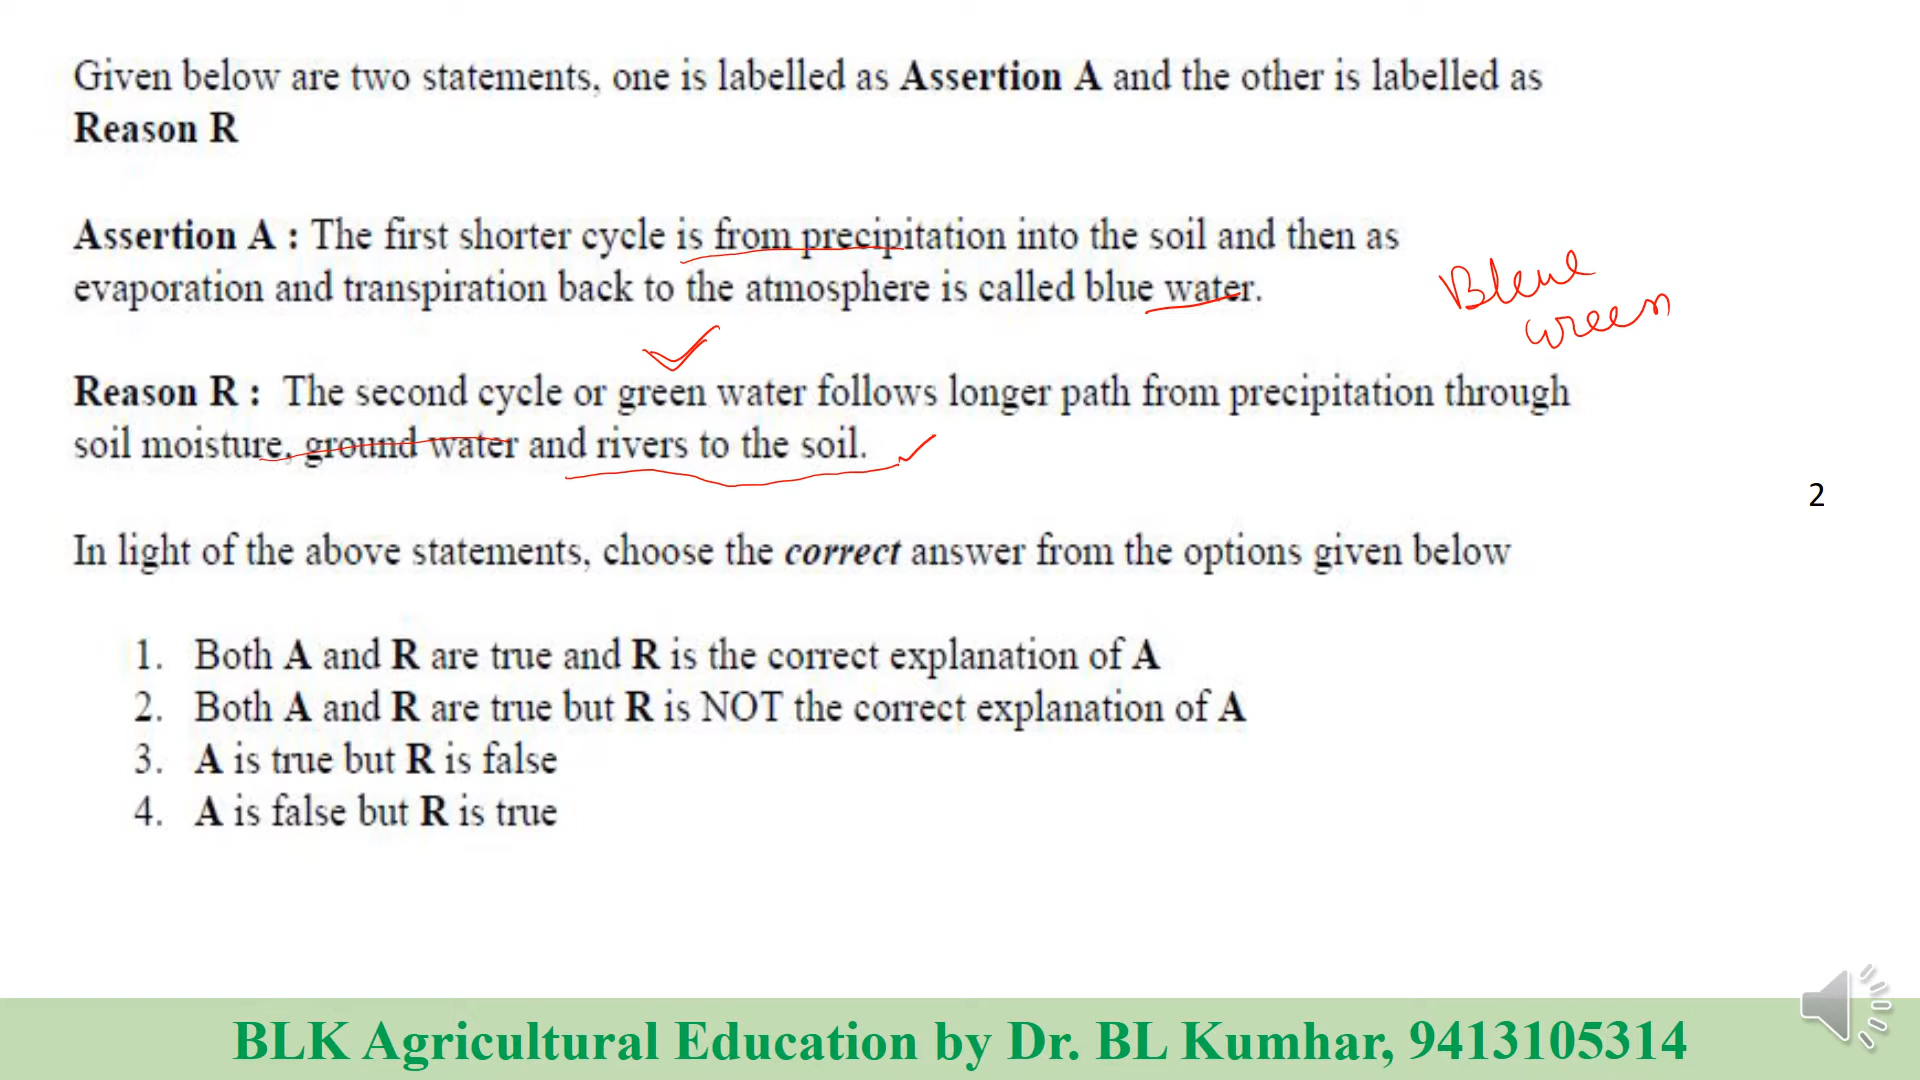 Given below are two statements, one is labelled as Assertion A and the other is labelled as
Reason R
Assertion A : The first shorter cycle is from precipitation into the soil and then as
evaporation and transpiration back to the atmosphere is called blue water.
Bleue
Green
Reason R : The second cycle or green water follows longer path from precipitation through
soil moisture, ground water and rivers to the soil.
2
In light of the above statements, choose the correct answer from the options given below
1. Both A and R are true and R is the correct explanation of A
2. Both A and R are true but R is NOT the correct explanation of A
3. A is true but R is false
4. A is false but R is true
BLK Agricultural Education by Dr. BL Kumhar, 9413105314